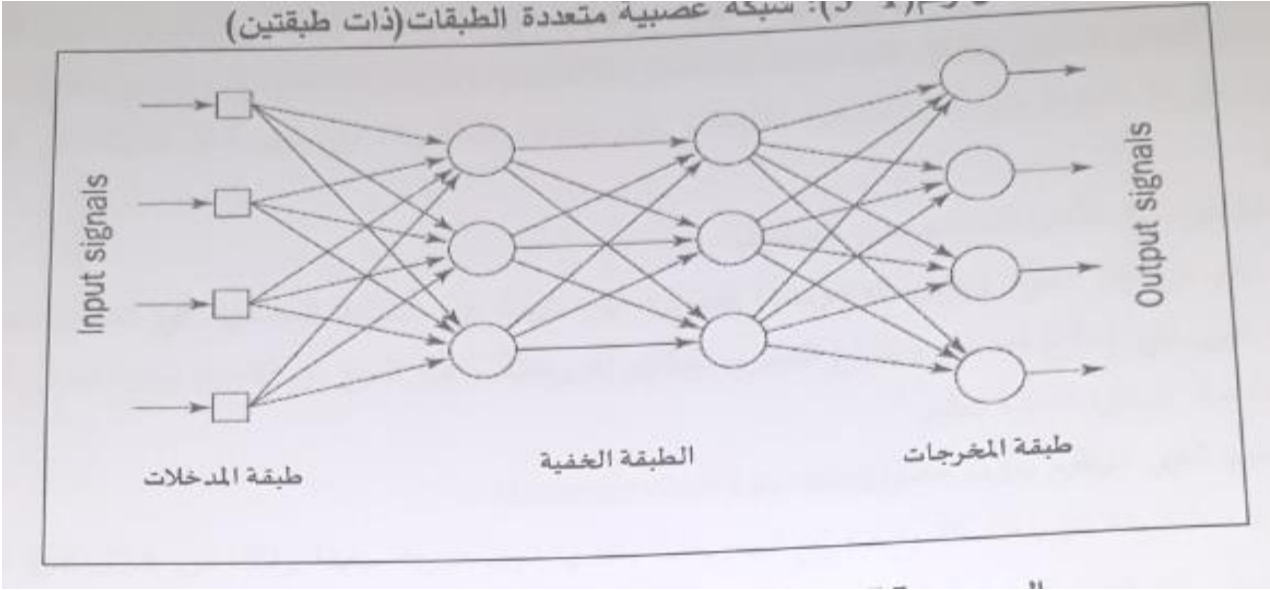 شبكة عصبية متعددة الطبقات(ذات طبقتين)
Input signals
Output signals
طبقة المدخلات
الطبقة الخفية
طبقة المخرجات